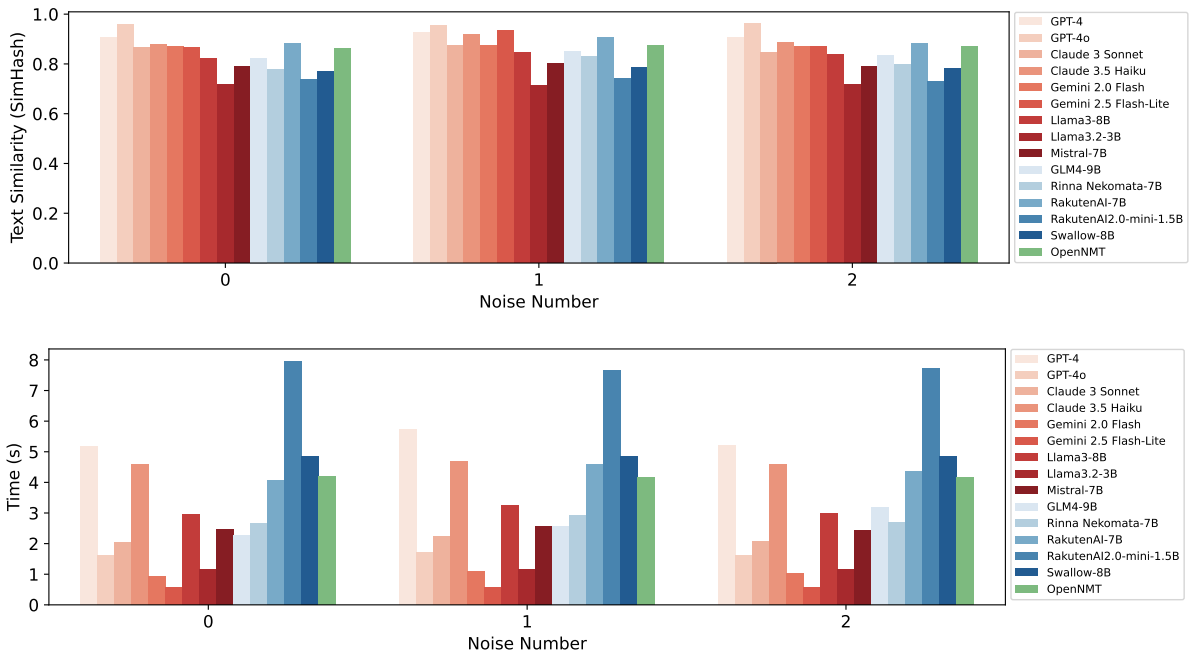 1.0
0.8
0.6
0.4
0.2
0.0
Text Similarity (SimHash)
0
1
2
Noise Number
GPT-4
GPT-4o
Claude 3 Sonnet
Claude 3.5 Haiku
Gemini 2.0 Flash
Gemini 2.5 Flash-Lite
Llama3-8B
Llama3.2-3B
Mistral-7B
GLM4-9B
Rinna Nekomata-7B
RakutenAI-7B
RakutenAI2.0-mini-1.5B
Swallow-8B
OpenNMT
8
7
6
5
4
3
2
1
0
Time (s)
0
1
2
Noise Number
GPT-4
GPT-4o
Claude 3 Sonnet
Claude 3.5 Haiku
Gemini 2.0 Flash
Gemini 2.5 Flash-Lite
Llama3-8B
Llama3.2-3B
Mistral-7B
GLM4-9B
Rinna Nekomata-7B
RakutenAI-7B
RakutenAI2.0-mini-1.5B
Swallow-8B
OpenNMT